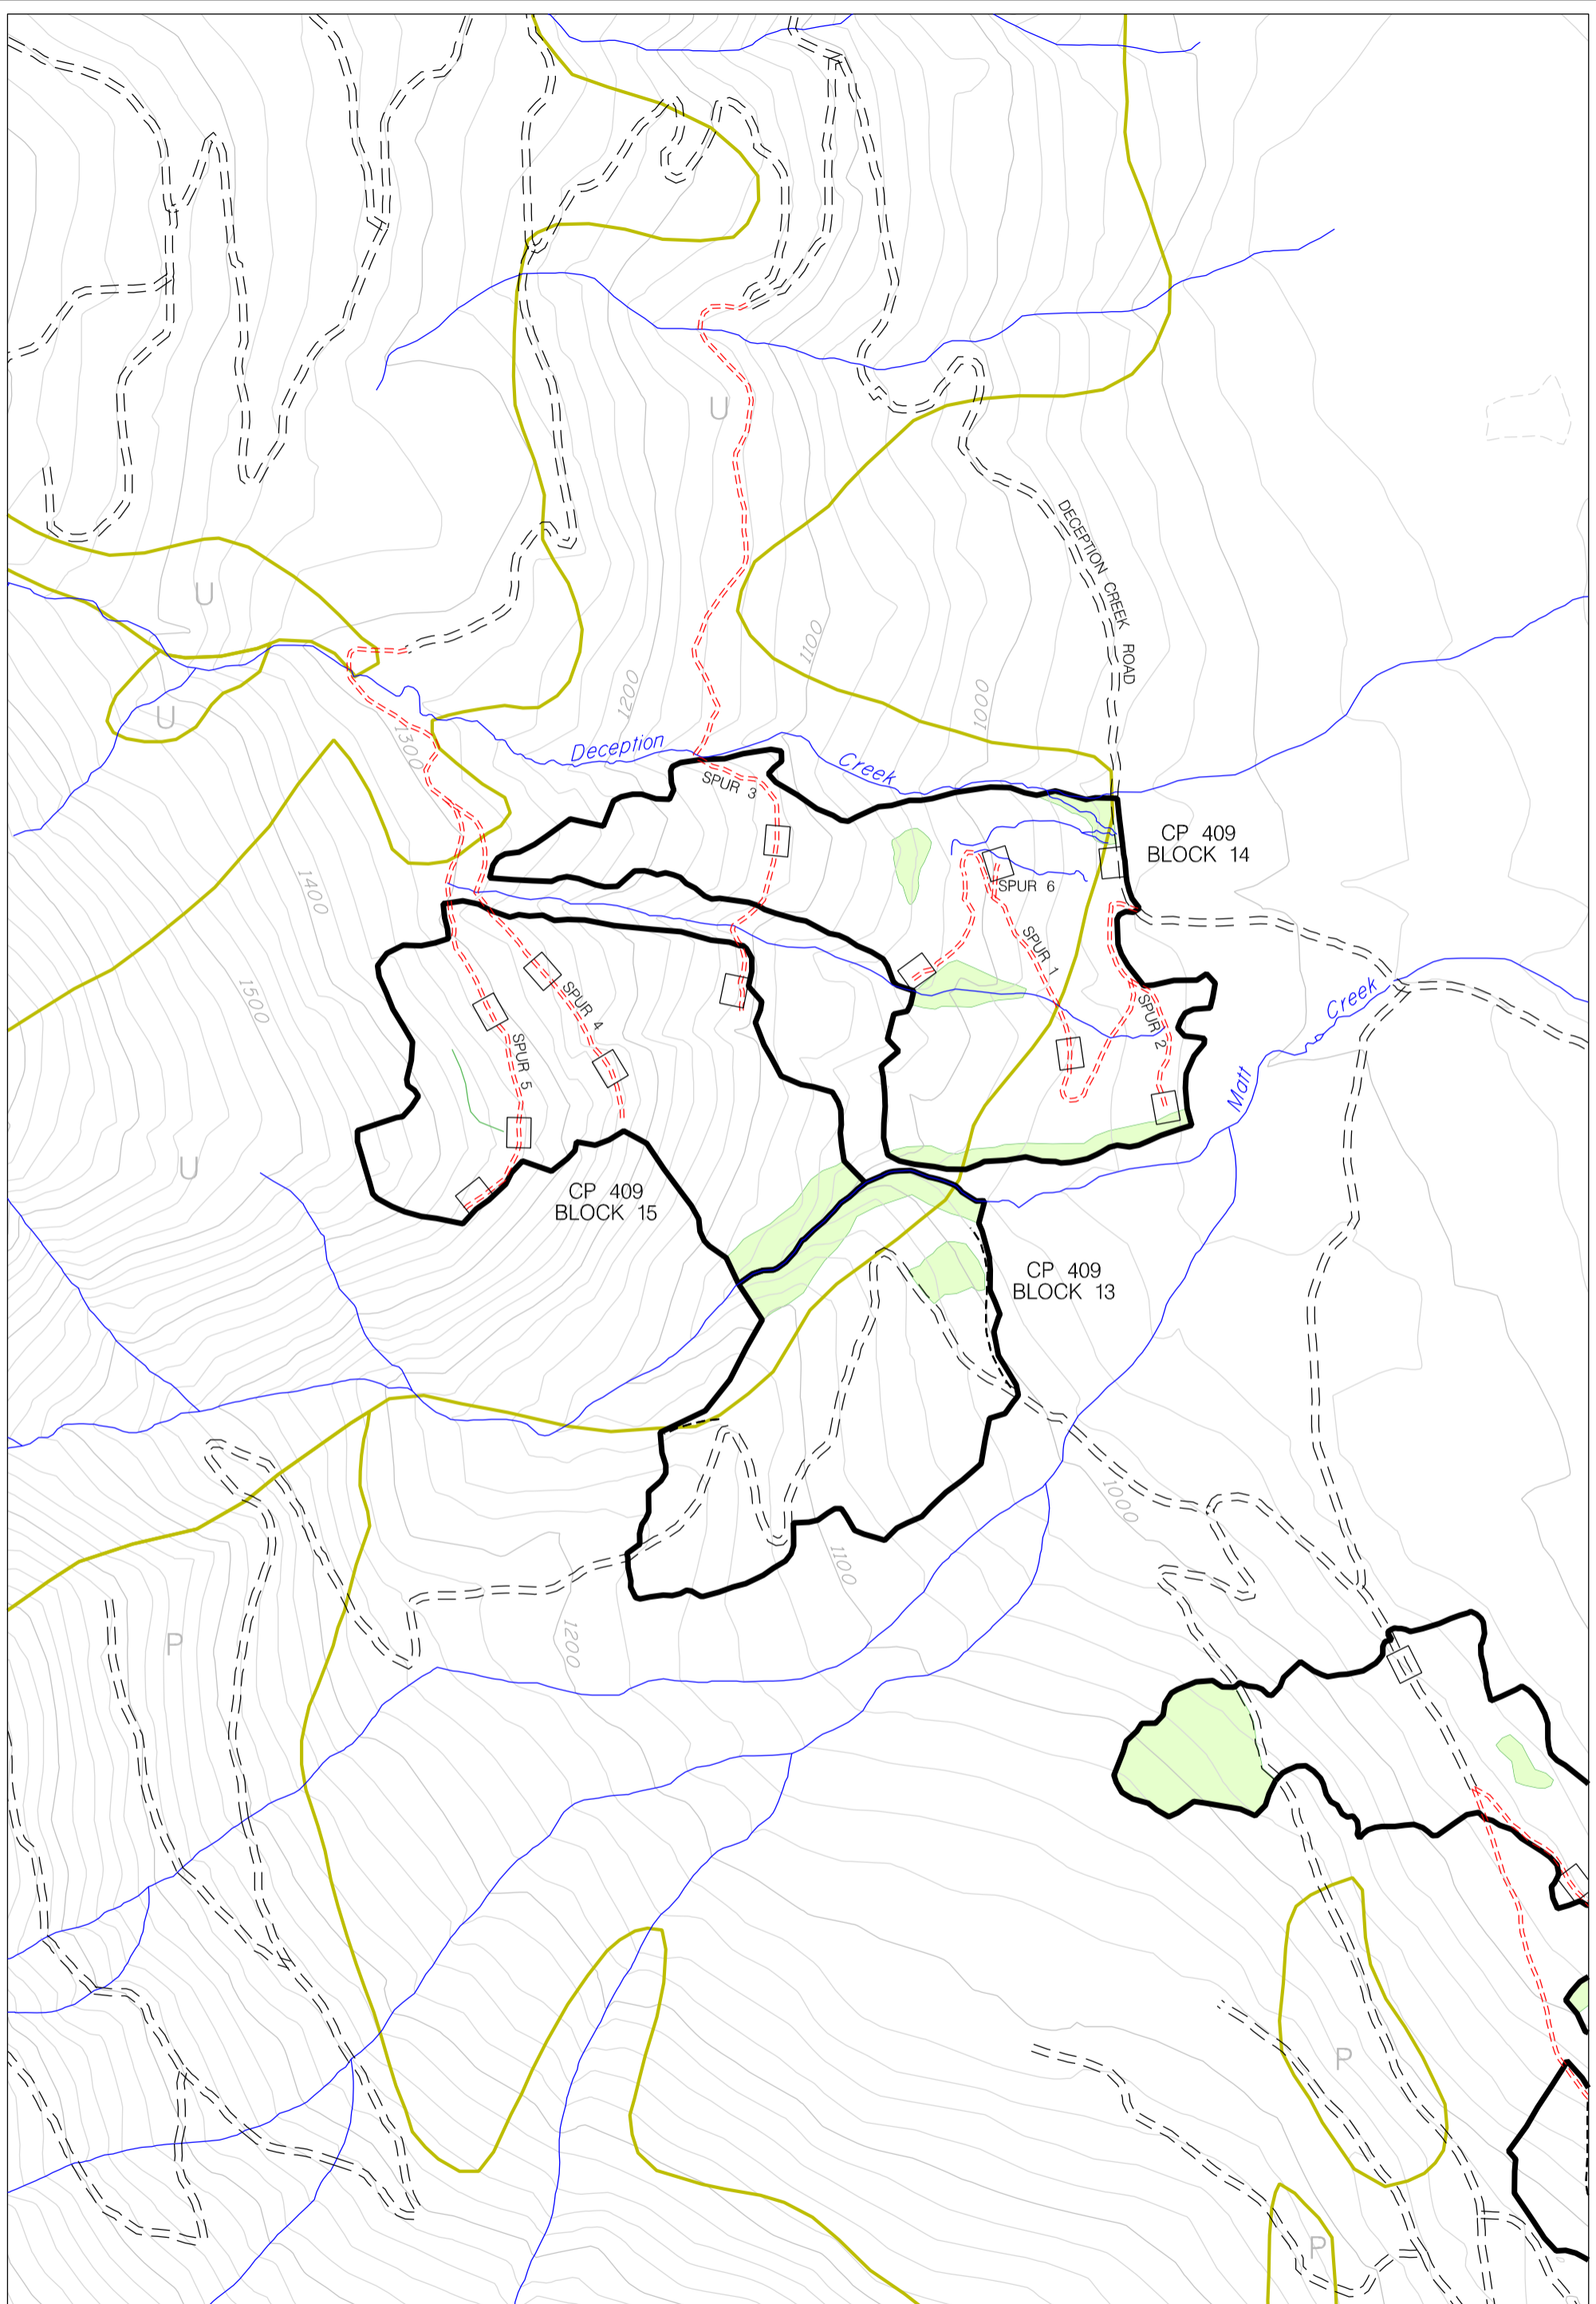 U
DECEPTION CREEK ROAD
U
1100
1200
1000
U
1300
Deception
Creek
SPUR 3
CP 409
BLOCK 14
1400
SPUR 6
SPUR 1
1500
SPUR 4
SPUR 2
Creek
SPUR 5
Matt
U
CP 409
BLOCK 15
CP 409
BLOCK 13
1000
1100
1200
P
P
P